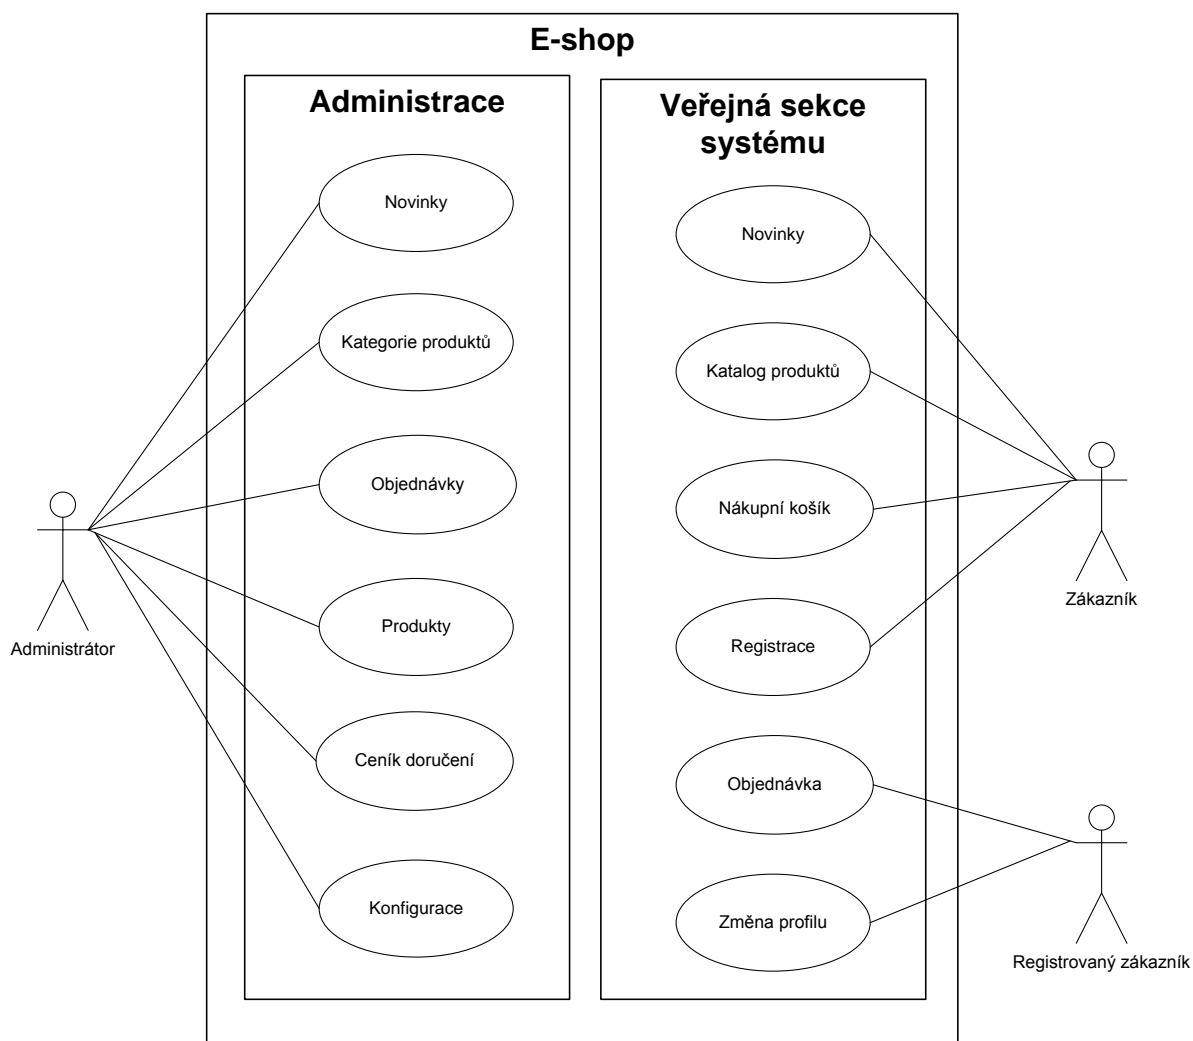 E-shop
Administrace
Novinky
Kategorie produktů
Objednávky
Produkty
Ceník doručení
Konfigurace
Veřejná sekce
systému
Novinky
Katalog produktů
Nákupní košík
Registrace
Objednávka
Změna profilu
Administrátor
Zákazník
Registrovaný zákazník